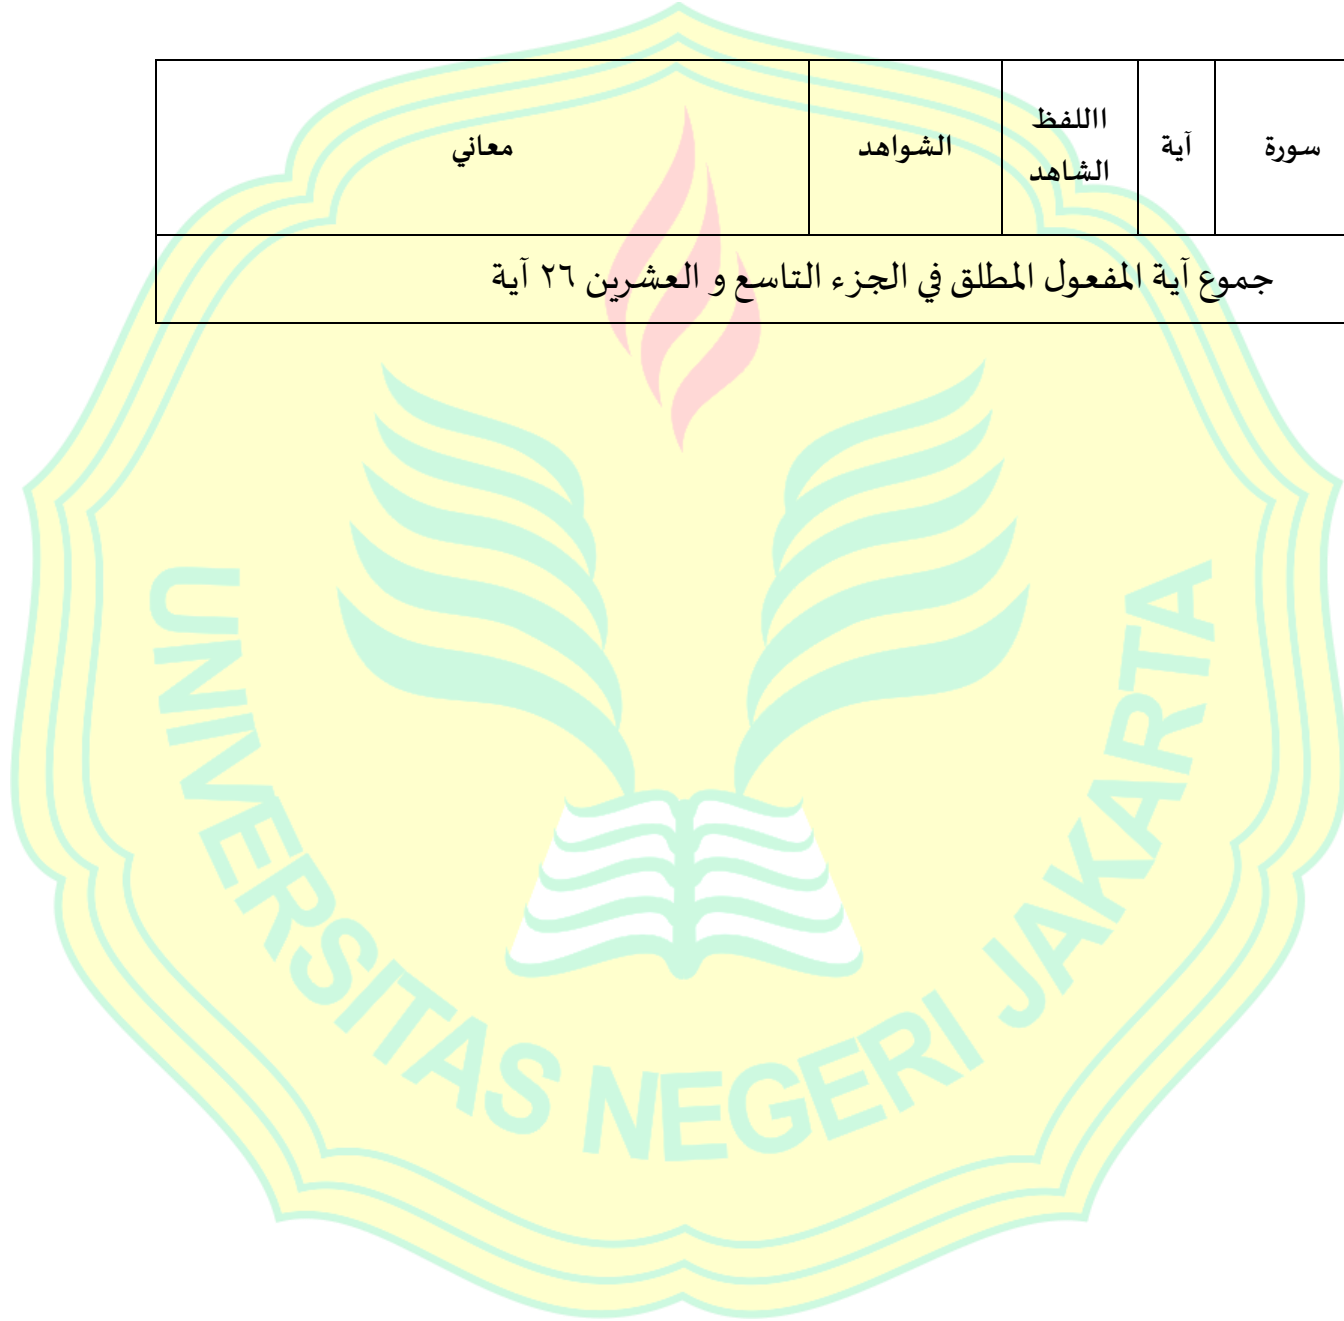 سورة
آية
االلفظ
الشاهد
الشواهد
معاني
جموع آية المفعول المطلق في الجزء التاسع و العشرين ٢٦ آية
UNIVERSITAS NEGERI JAKARTA